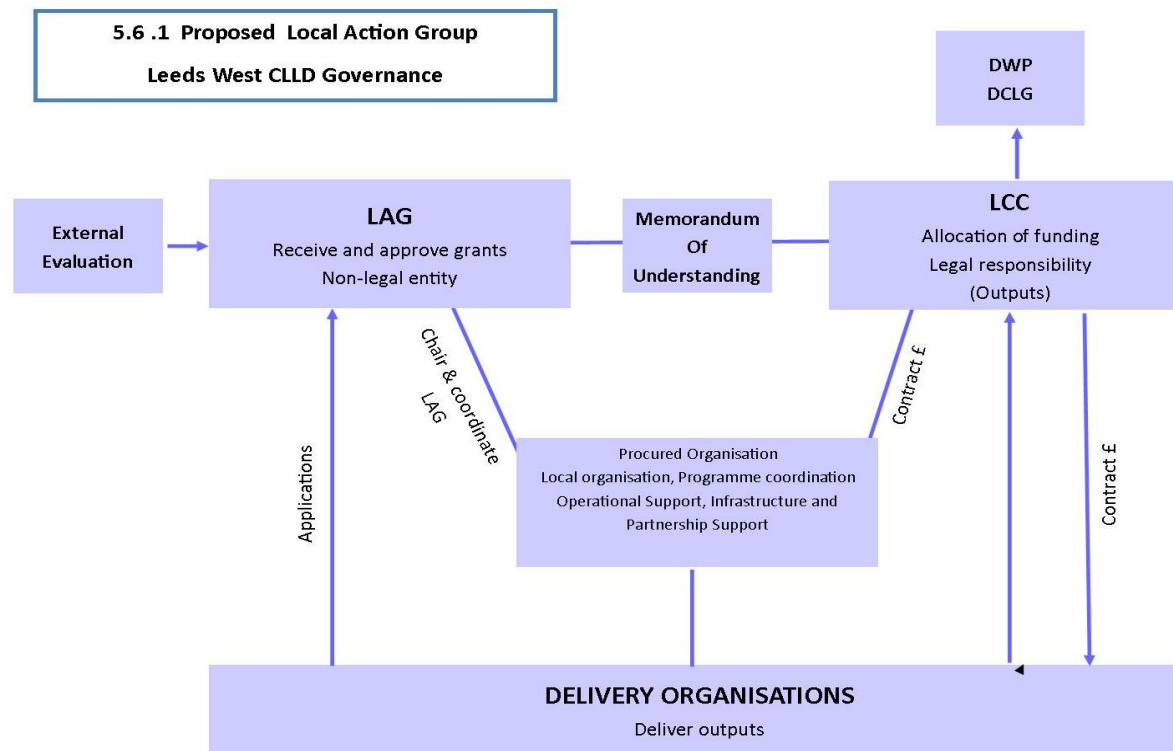 5.6 .1 Proposed Local Action Group
Leeds West CLLD Governance
DWP
DCLG
External
Evaluation
LAG
Receive and approve grants
Non-legal entity
Memorandum
Of
Understanding
LCC
Allocation of funding
Legal responsibility
(Outputs)
Chair & coordinate
LAG
Contract £
Applications
Procured Organisation
Local organisation, Programme coordination
Operational Support, Infrastructure and
Partnership Support
Contract £
DELIVERY ORGANISATIONS
Deliver outputs